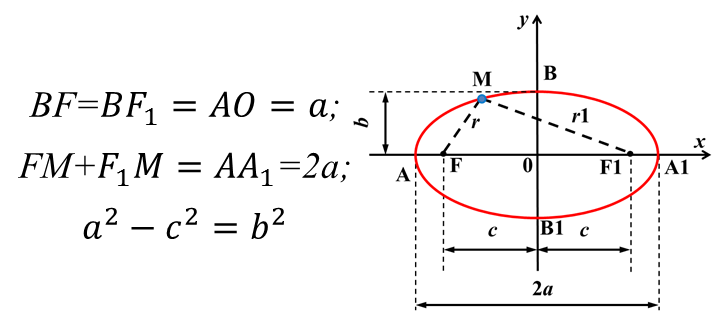 BF=BF₁ = AO = a;
FM+F₁M = AA₁=2a;
a² − c² = b²
y
M
B
b
r
r1
x
A
F
0
F1
A1
B1
c
c
2a